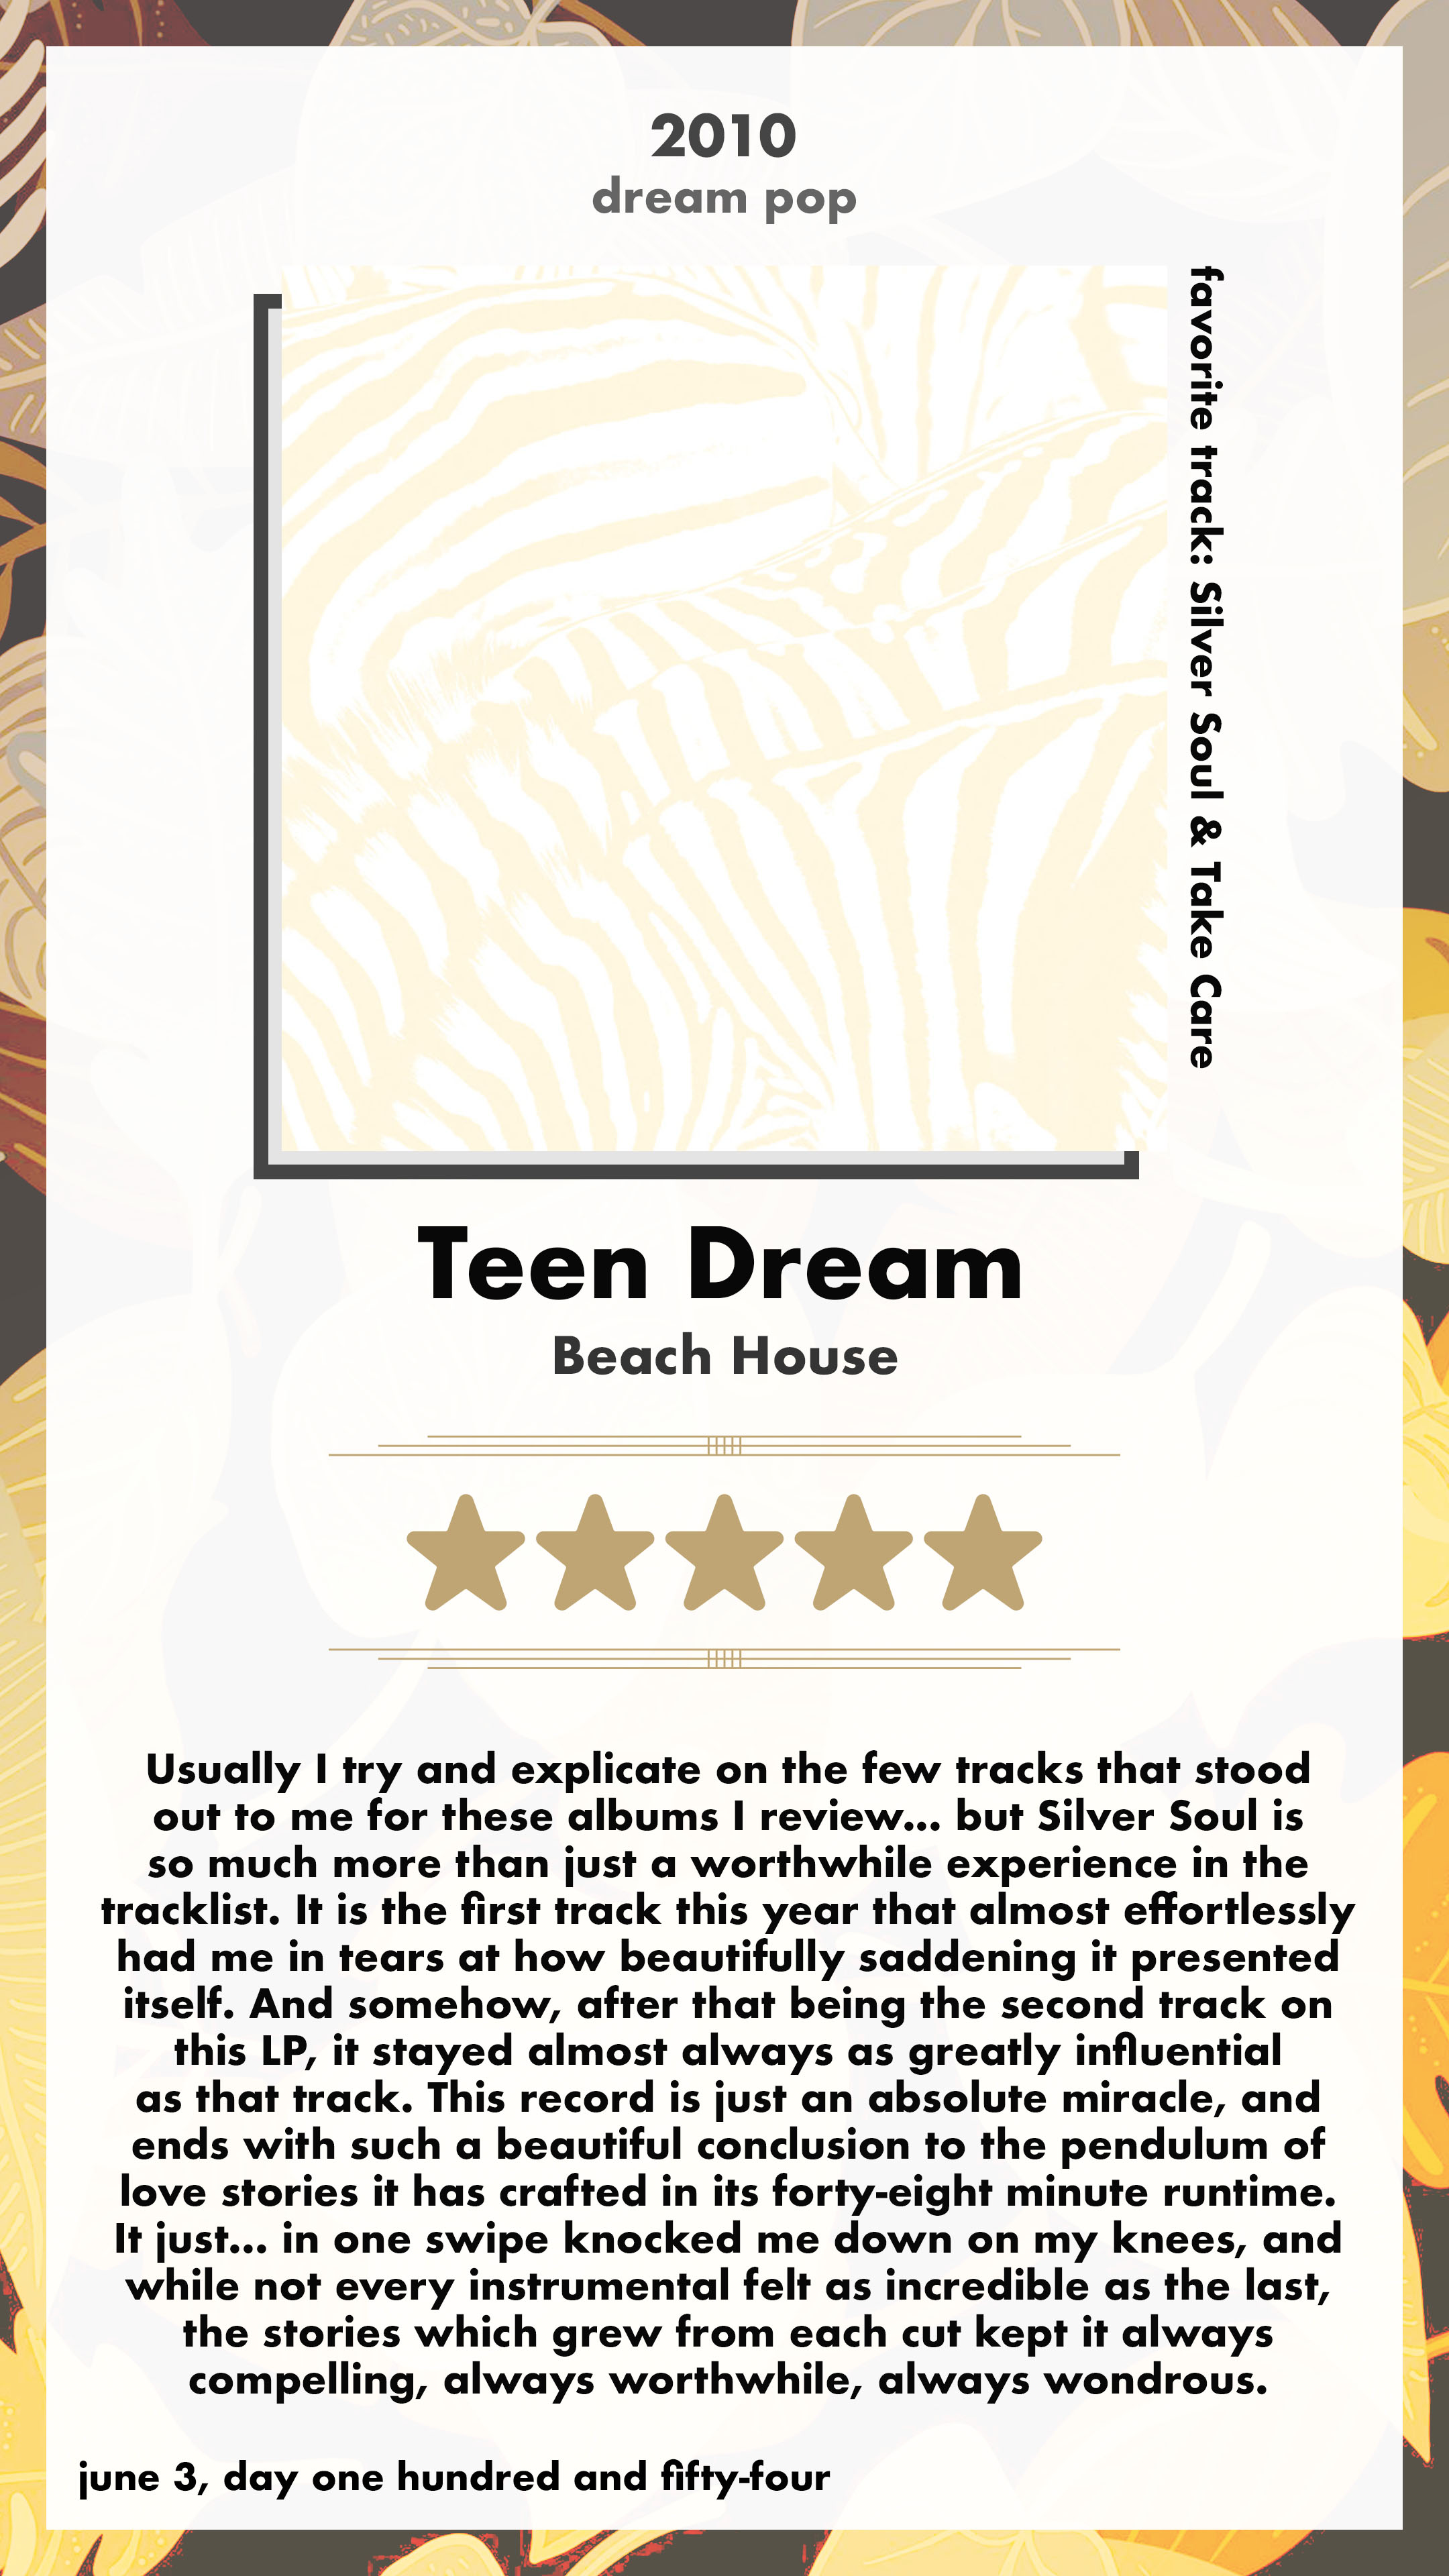 2010
dream pop
favorite track: Silver Soul & Take Care
Teen Dream
Beach House
Usually I try and explicate on the few tracks that stood
out to me for these albums I review... but Silver Soul is
so much more than just a worthwhile experience in the
tracklist. It is the first track this year that almost effortlessly
had me in tears at how beautifully saddening it presented
itself. And somehow, after that being the second track on
this LP, it stayed almost always as greatly influential
as that track. This record is just an absolute miracle, and
ends with such a beautiful conclusion to the pendulum of
love stories it has crafted in its forty-eight minute runtime.
It just... in one swipe knocked me down on my knees, and
while not every instrumental felt as incredible as the last,
the stories which grew from each cut kept it always
compelling, always worthwhile, always wondrous.
june 3, day one hundred and fifty-four